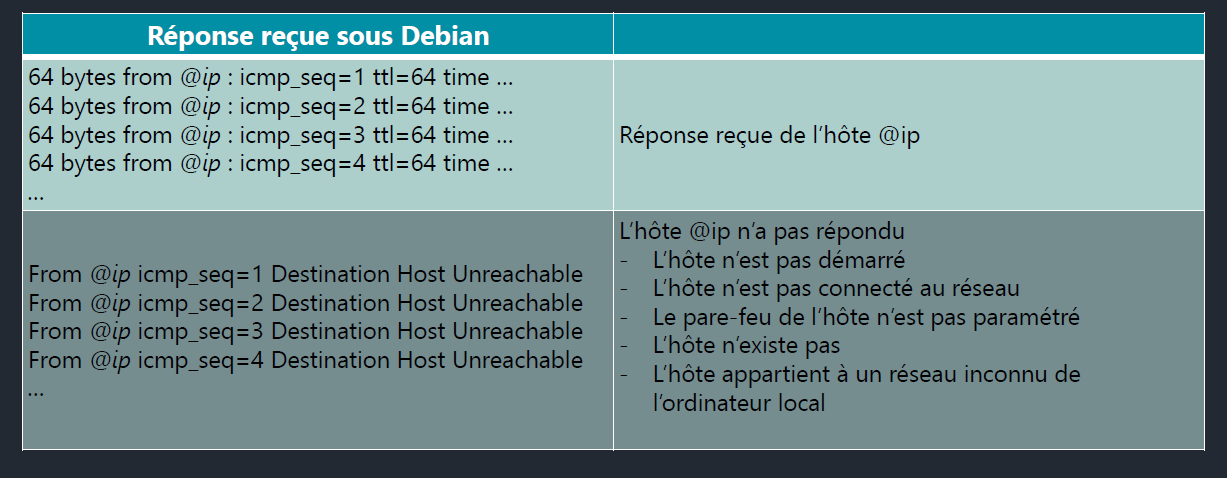 Réponse reçue sous Debian
64 bytes from @ip : icmp_seq=1 ttl=64 time ...
64 bytes from @ip : icmp_seq=2 ttl=64 time ...
64 bytes from @ip : icmp_seq=3 ttl=64 time ...
64 bytes from @ip : icmp_seq=4 ttl=64 time ...
...
Réponse reçue de l’hôte @ip
From @ip icmp_seq=1 Destination Host Unreachable
From @ip icmp_seq=2 Destination Host Unreachable
From @ip icmp_seq=3 Destination Host Unreachable
From @ip icmp_seq=4 Destination Host Unreachable
...
L’hôte @ip n’a pas répondu
- L’hôte n’est pas démarré
- L’hôte n’est pas connecté au réseau
- Le pare-feu de l’hôte n’est pas paramétré
- L’hôte n’existe pas
- L’hôte appartient à un réseau inconnu de
l’ordinateur local